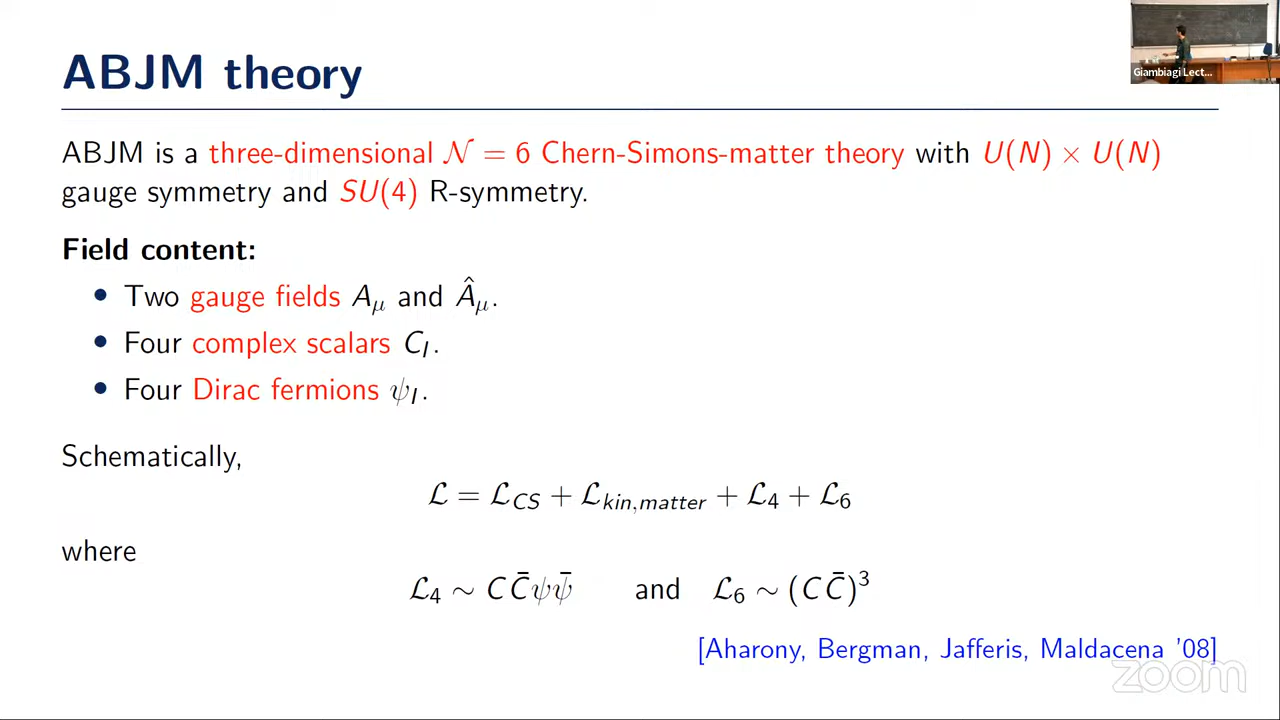 ABJM theory
Giambiagi Lect...
ABJM is a three-dimensional 𝒩 = 6 Chern-Simons-matter theory with U(N) × U(N)
gauge symmetry and SU(4) R-symmetry.
Field content:
• Two gauge fields A_μ and Â_μ.
• Four complex scalars C_I.
• Four Dirac fermions ψ_I.
Schematically,
ℒ = ℒ_CS + ℒ_kin,matter + ℒ_4 + ℒ_6
where
ℒ_4 ∼ C C̄ ψ ψ̄ and ℒ_6 ∼ (C C̄)^3
[Aharony, Bergman, Jafferis, Maldacena '08]
zoom